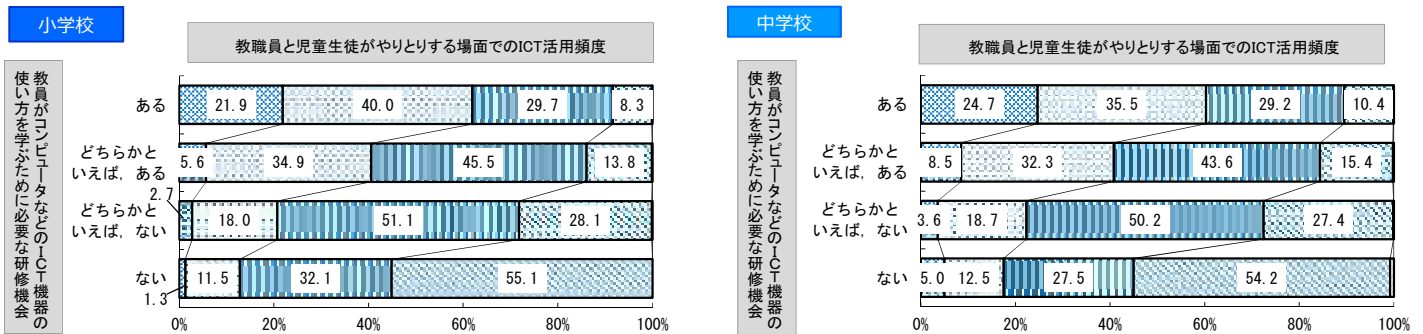 小学校
教職員と児童生徒がやりとりする場面でのICT活用頻度
教員がコンピュータなどのICT機器の
使い方を学ぶために必要な研修機会
ある
21.9 40.0 29.7 8.3
どちらかと
いえば，ある
5.6 34.9 45.5 13.8
2.7
どちらかと
いえば，ない
18.0 51.1 28.1
ない
11.5 32.1 55.1
1.3
0% 20% 40% 60% 80% 100%
中学校
教職員と児童生徒がやりとりする場面でのICT活用頻度
教員がコンピュータなどのICT機器の
使い方を学ぶために必要な研修機会
ある
24.7 35.5 29.2 10.4
どちらかと
いえば，ある
8.5 32.3 43.6 15.4
どちらかと
いえば，ない
3.6 18.7 50.2 27.4
ない
5.0 12.5 27.5 54.2
0% 20% 40% 60% 80% 100%